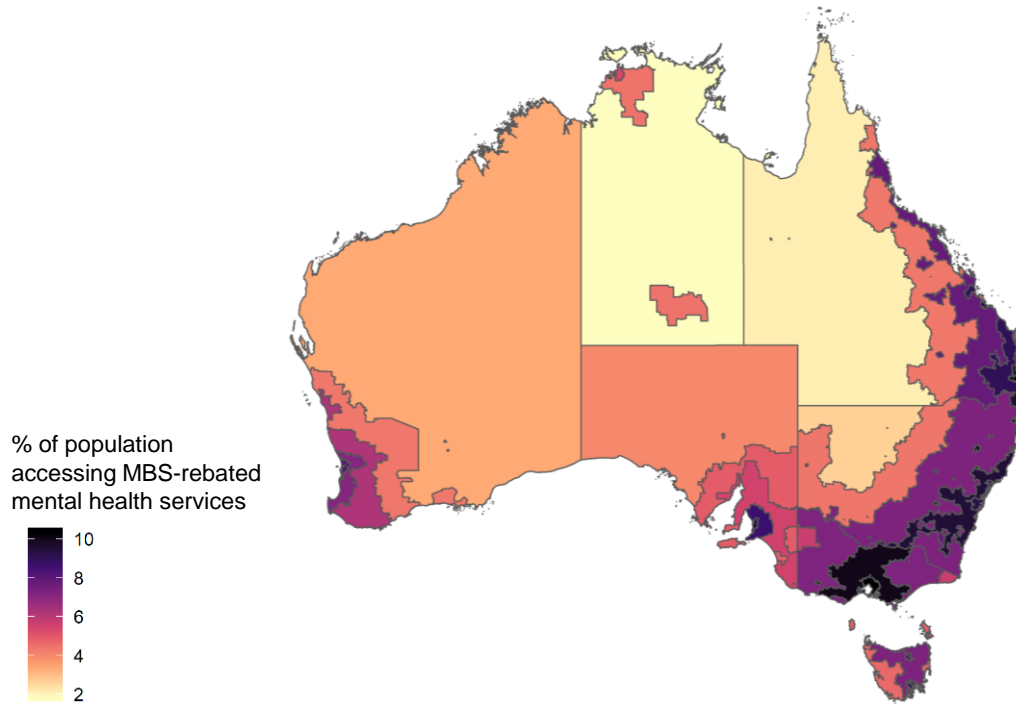 % of population
accessing MBS-rebated
mental health services
10
8
6
4
2